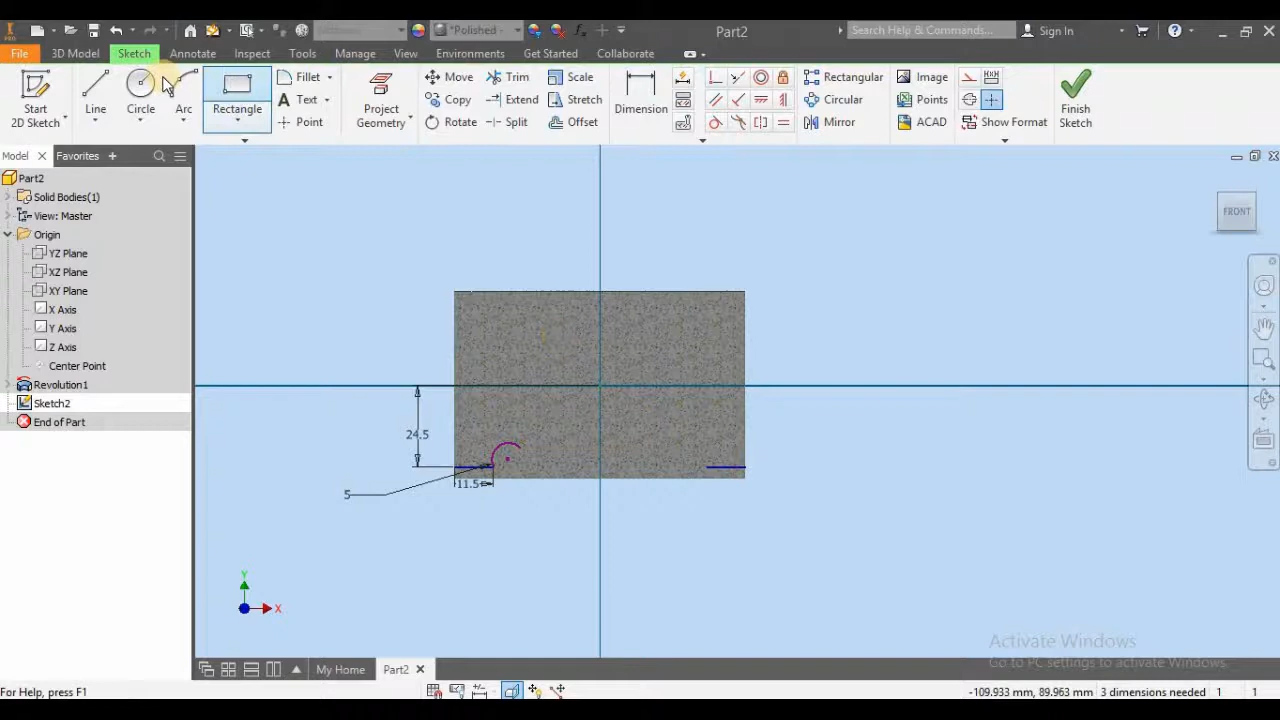 *Polished -
Part2
Search Help & Commands...
Sign In
File
3D Model
Sketch
Annotate
Inspect
Tools
Manage
View
Environments
Get Started
Collaborate
Start
2D Sketch
Line
Circle
Arc
Rectangle
Fillet
Text
Point
Project
Geometry
Move
Copy
Rotate
Trim
Extend
Split
Scale
Stretch
Offset
Dimension
Rectangular
Circular
Mirror
Image
Points
ACAD
Show Format
Finish
Sketch
Model
Favorites
Part2
Solid Bodies(1)
View: Master
Origin
YZ Plane
XZ Plane
XY Plane
X Axis
Y Axis
Z Axis
Center Point
Revolution1
Sketch2
End of Part
FRONT
24.5
11.5
5
Y
X
Activate Windows
Go to PC settings to activate Windows.
My Home
Part2
For Help, press F1
-109.933 mm, 89.963 mm
3 dimensions needed
1
1